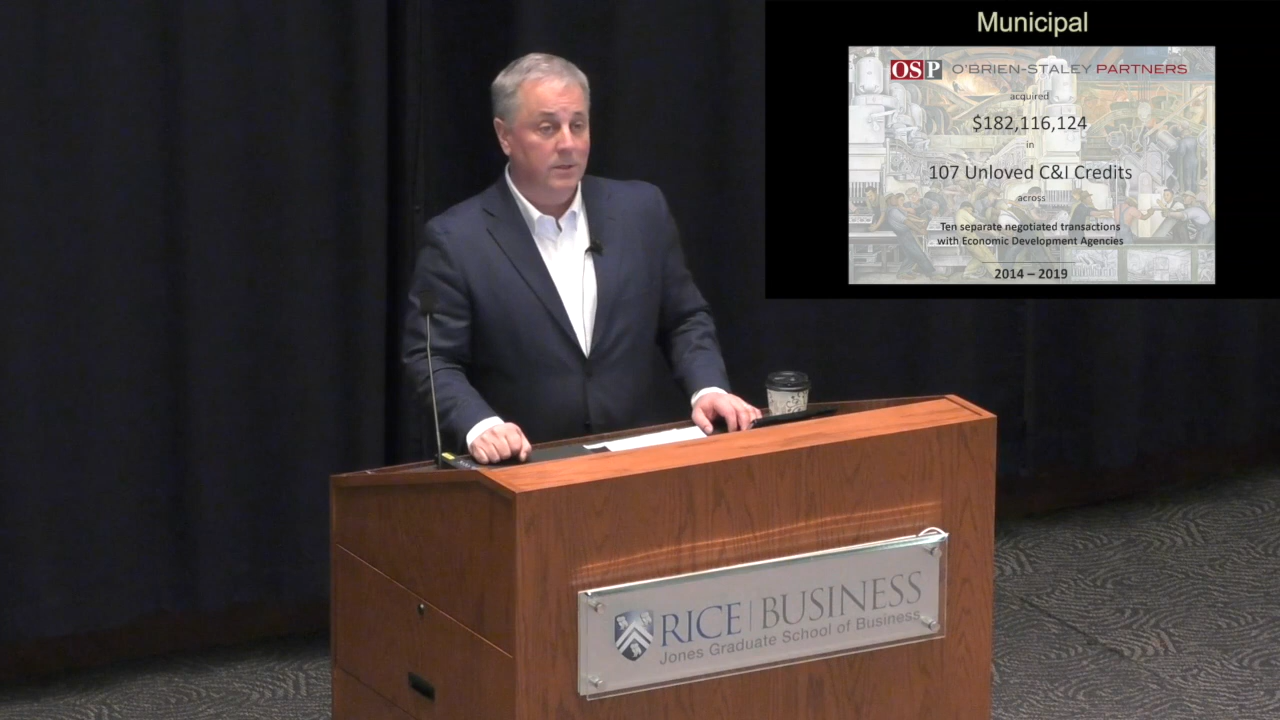 Municipal
OSP O'BRIEN-STALEY PARTNERS
acquired
$182,116,124
in
107 Unloved C&I Credits
across
Ten separate negotiated transactions
with Economic Development Agencies
2014 – 2019
RICE | BUSINESS
Jones Graduate School of Business